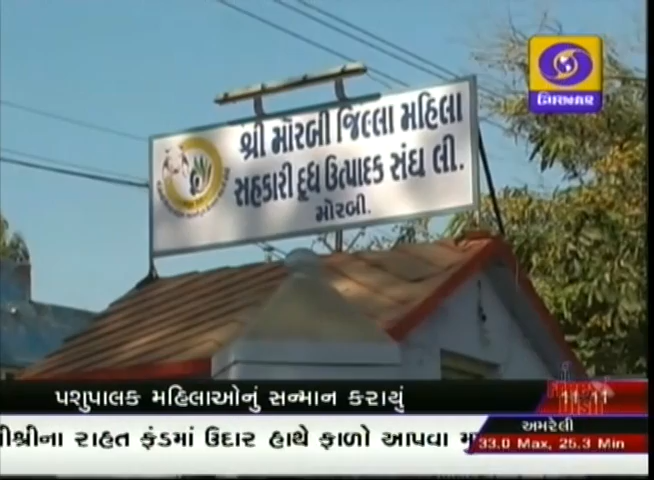 શ્રી મોરબી જિલ્લા મહિલા
સહકારી દૂધ ઉત્પાદક સંઘ લી.
મોરબી.
ગિરનાર
પશુપાલક મહિલાઓનું સન્માન કરાયું
11:11
રાહત ફંડમાં ઉદાર હાથે ફાળો આપવા
અમરેલી
33.0 Max, 25.3 Min